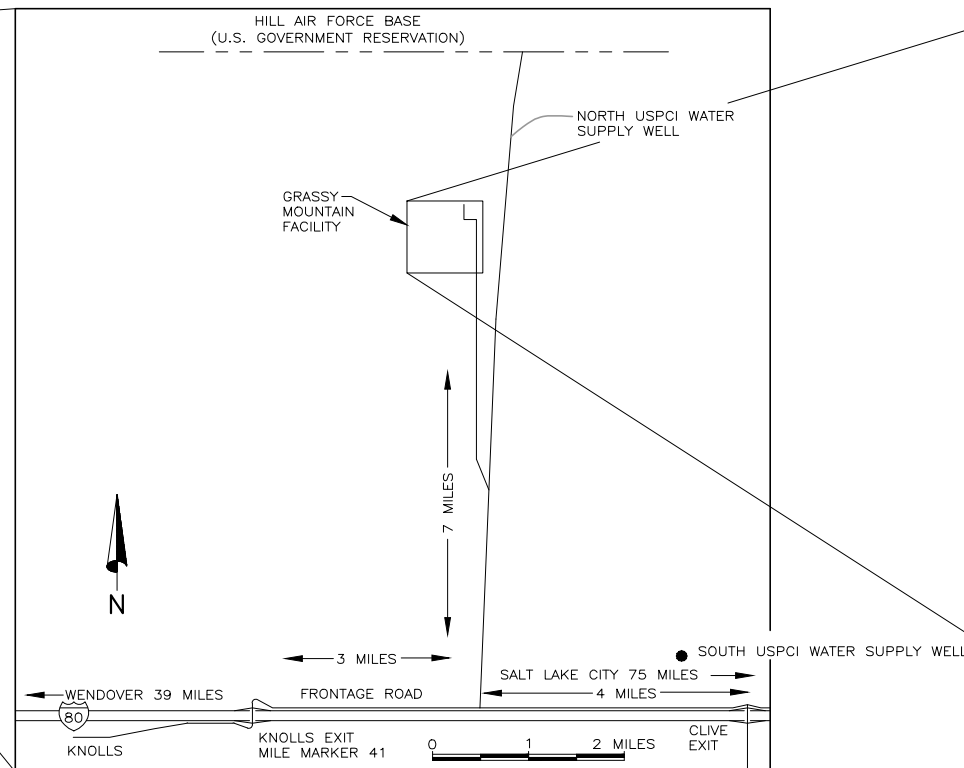 HILL AIR FORCE BASE
(U.S. GOVERNMENT RESERVATION)
NORTH USPCI WATER
SUPPLY WELL
GRASSY
MOUNTAIN
FACILITY
7 MILES
N
3 MILES
SOUTH USPCI WATER SUPPLY WELL
SALT LAKE CITY 75 MILES
WENDOVER 39 MILES
FRONTAGE ROAD
4 MILES
80
KNOLLS
KNOLLS EXIT
MILE MARKER 41
0 1 2 MILES
CLIVE
EXIT